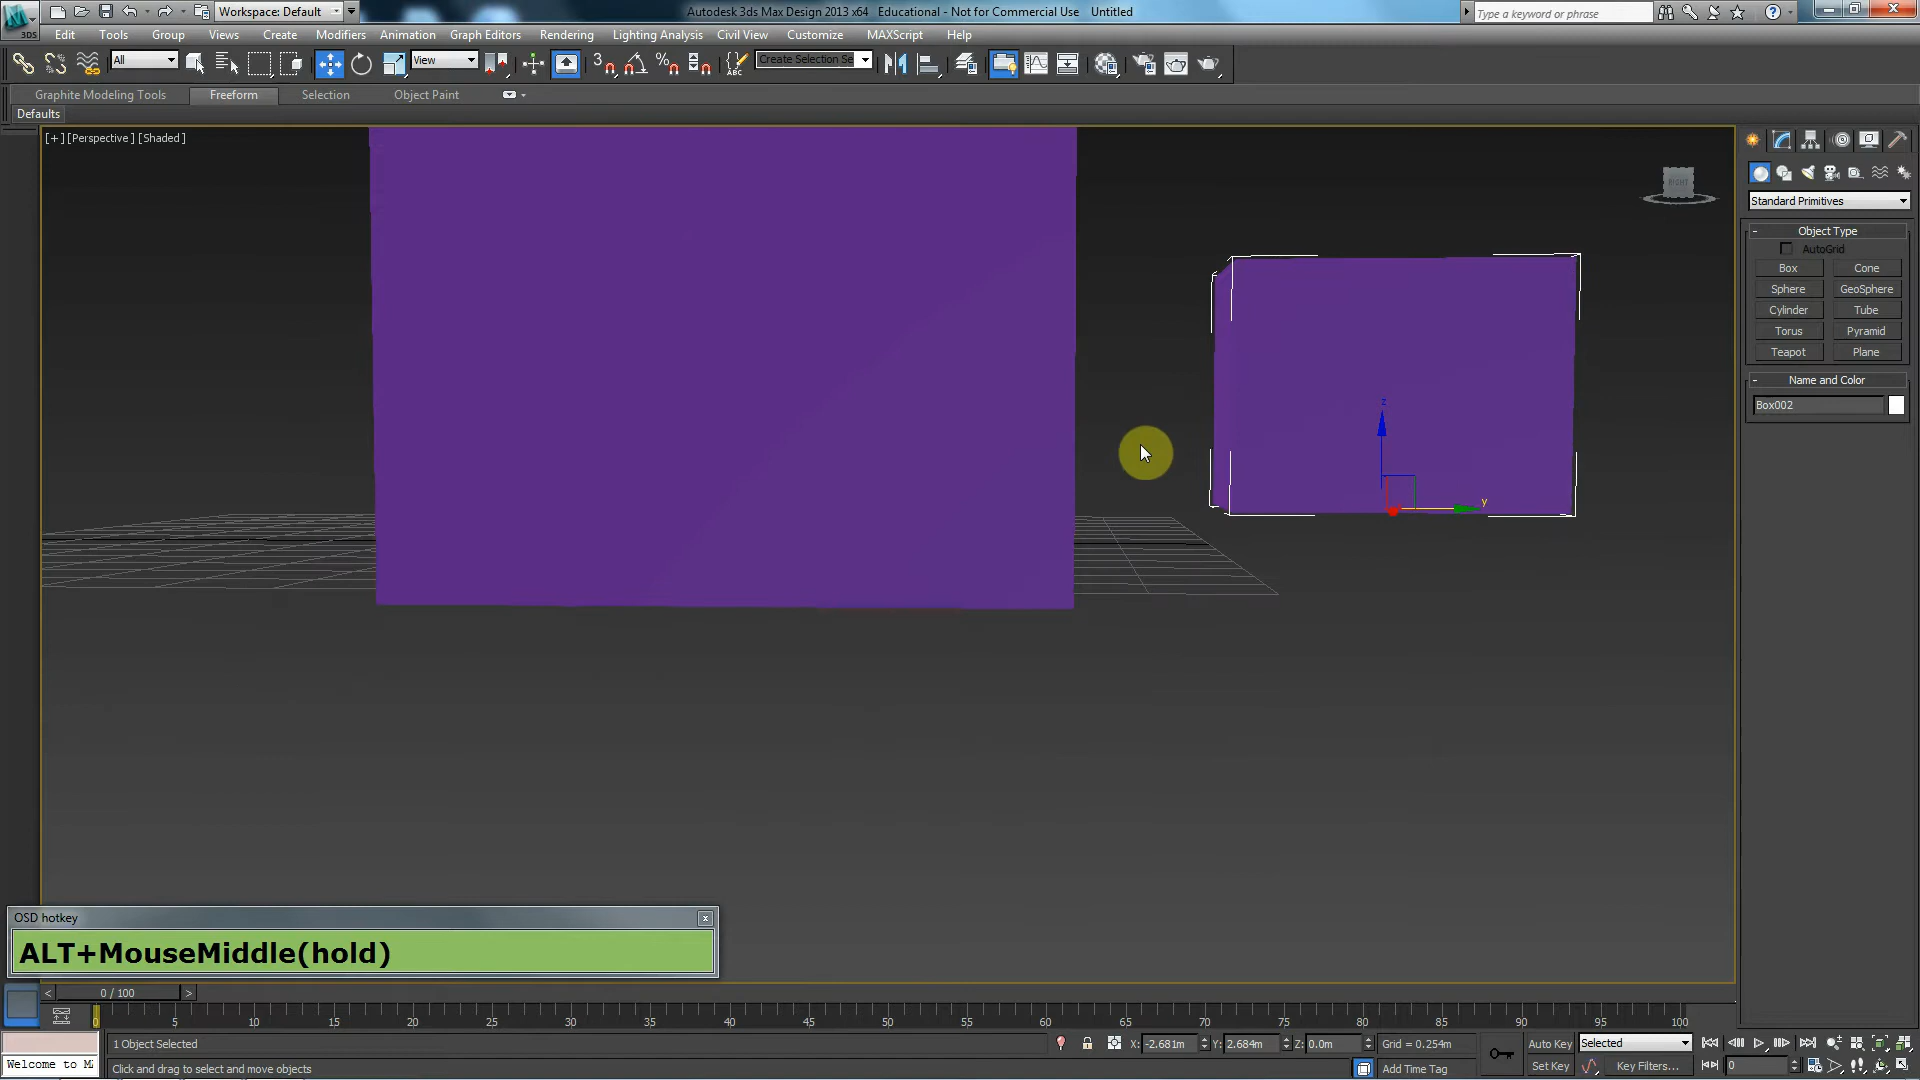 3DS Workspace: Default Autodesk 3ds Max Design 2013 x64 Educational - Not for Commercial Use Untitled Type a keyword or phrase
Edit Tools Group Views Create Modifiers Animation Graph Editors Rendering Lighting Analysis Civil View Customize MAXScript Help
All View 3 Create Selection Se
Graphite Modeling Tools Freeform Selection Object Paint
Defaults
[+] [Perspective] [Shaded]
RIGHT
Standard Primitives
- Object Type
AutoGrid
Box Cone
Sphere GeoSphere
Cylinder Tube
Torus Pyramid
Teapot Plane
- Name and Color
Box002
z
y
OSD hotkey x
ALT+MouseMiddle(hold)
< 0 / 100 >
0 5 10 15 20 25 30 35 40 45 50 55 60 65 70 75 80 85 90 95 100
1 Object Selected X: -2.681m Y: 2.684m Z: 0.0m Grid = 0.254m Auto Key Selected
Welcome to M Click and drag to select and move objects Add Time Tag Set Key Key Filters... 0